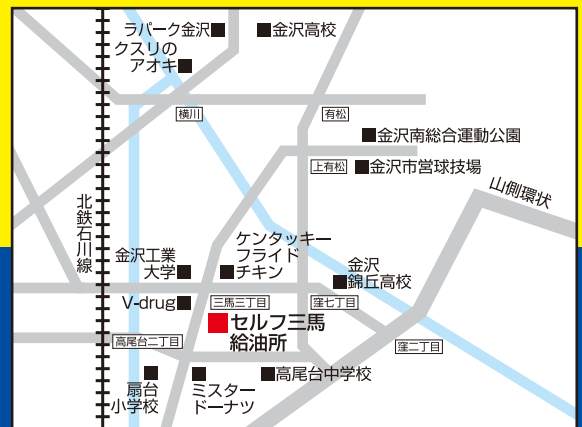 ラパーク金沢
金沢高校
クスリの
アオキ
横川
有松
金沢南総合運動公園
上有松
金沢市営球技場
山側環状
北鉄石川線
金沢工業
大学
ケンタッキー
フライド
チキン
金沢
錦丘高校
V-drug
三馬三丁目
窪七丁目
セルフ三馬
給油所
高尾台二丁目
窪二丁目
扇台
小学校
ミスター
ドーナツ
高尾台中学校